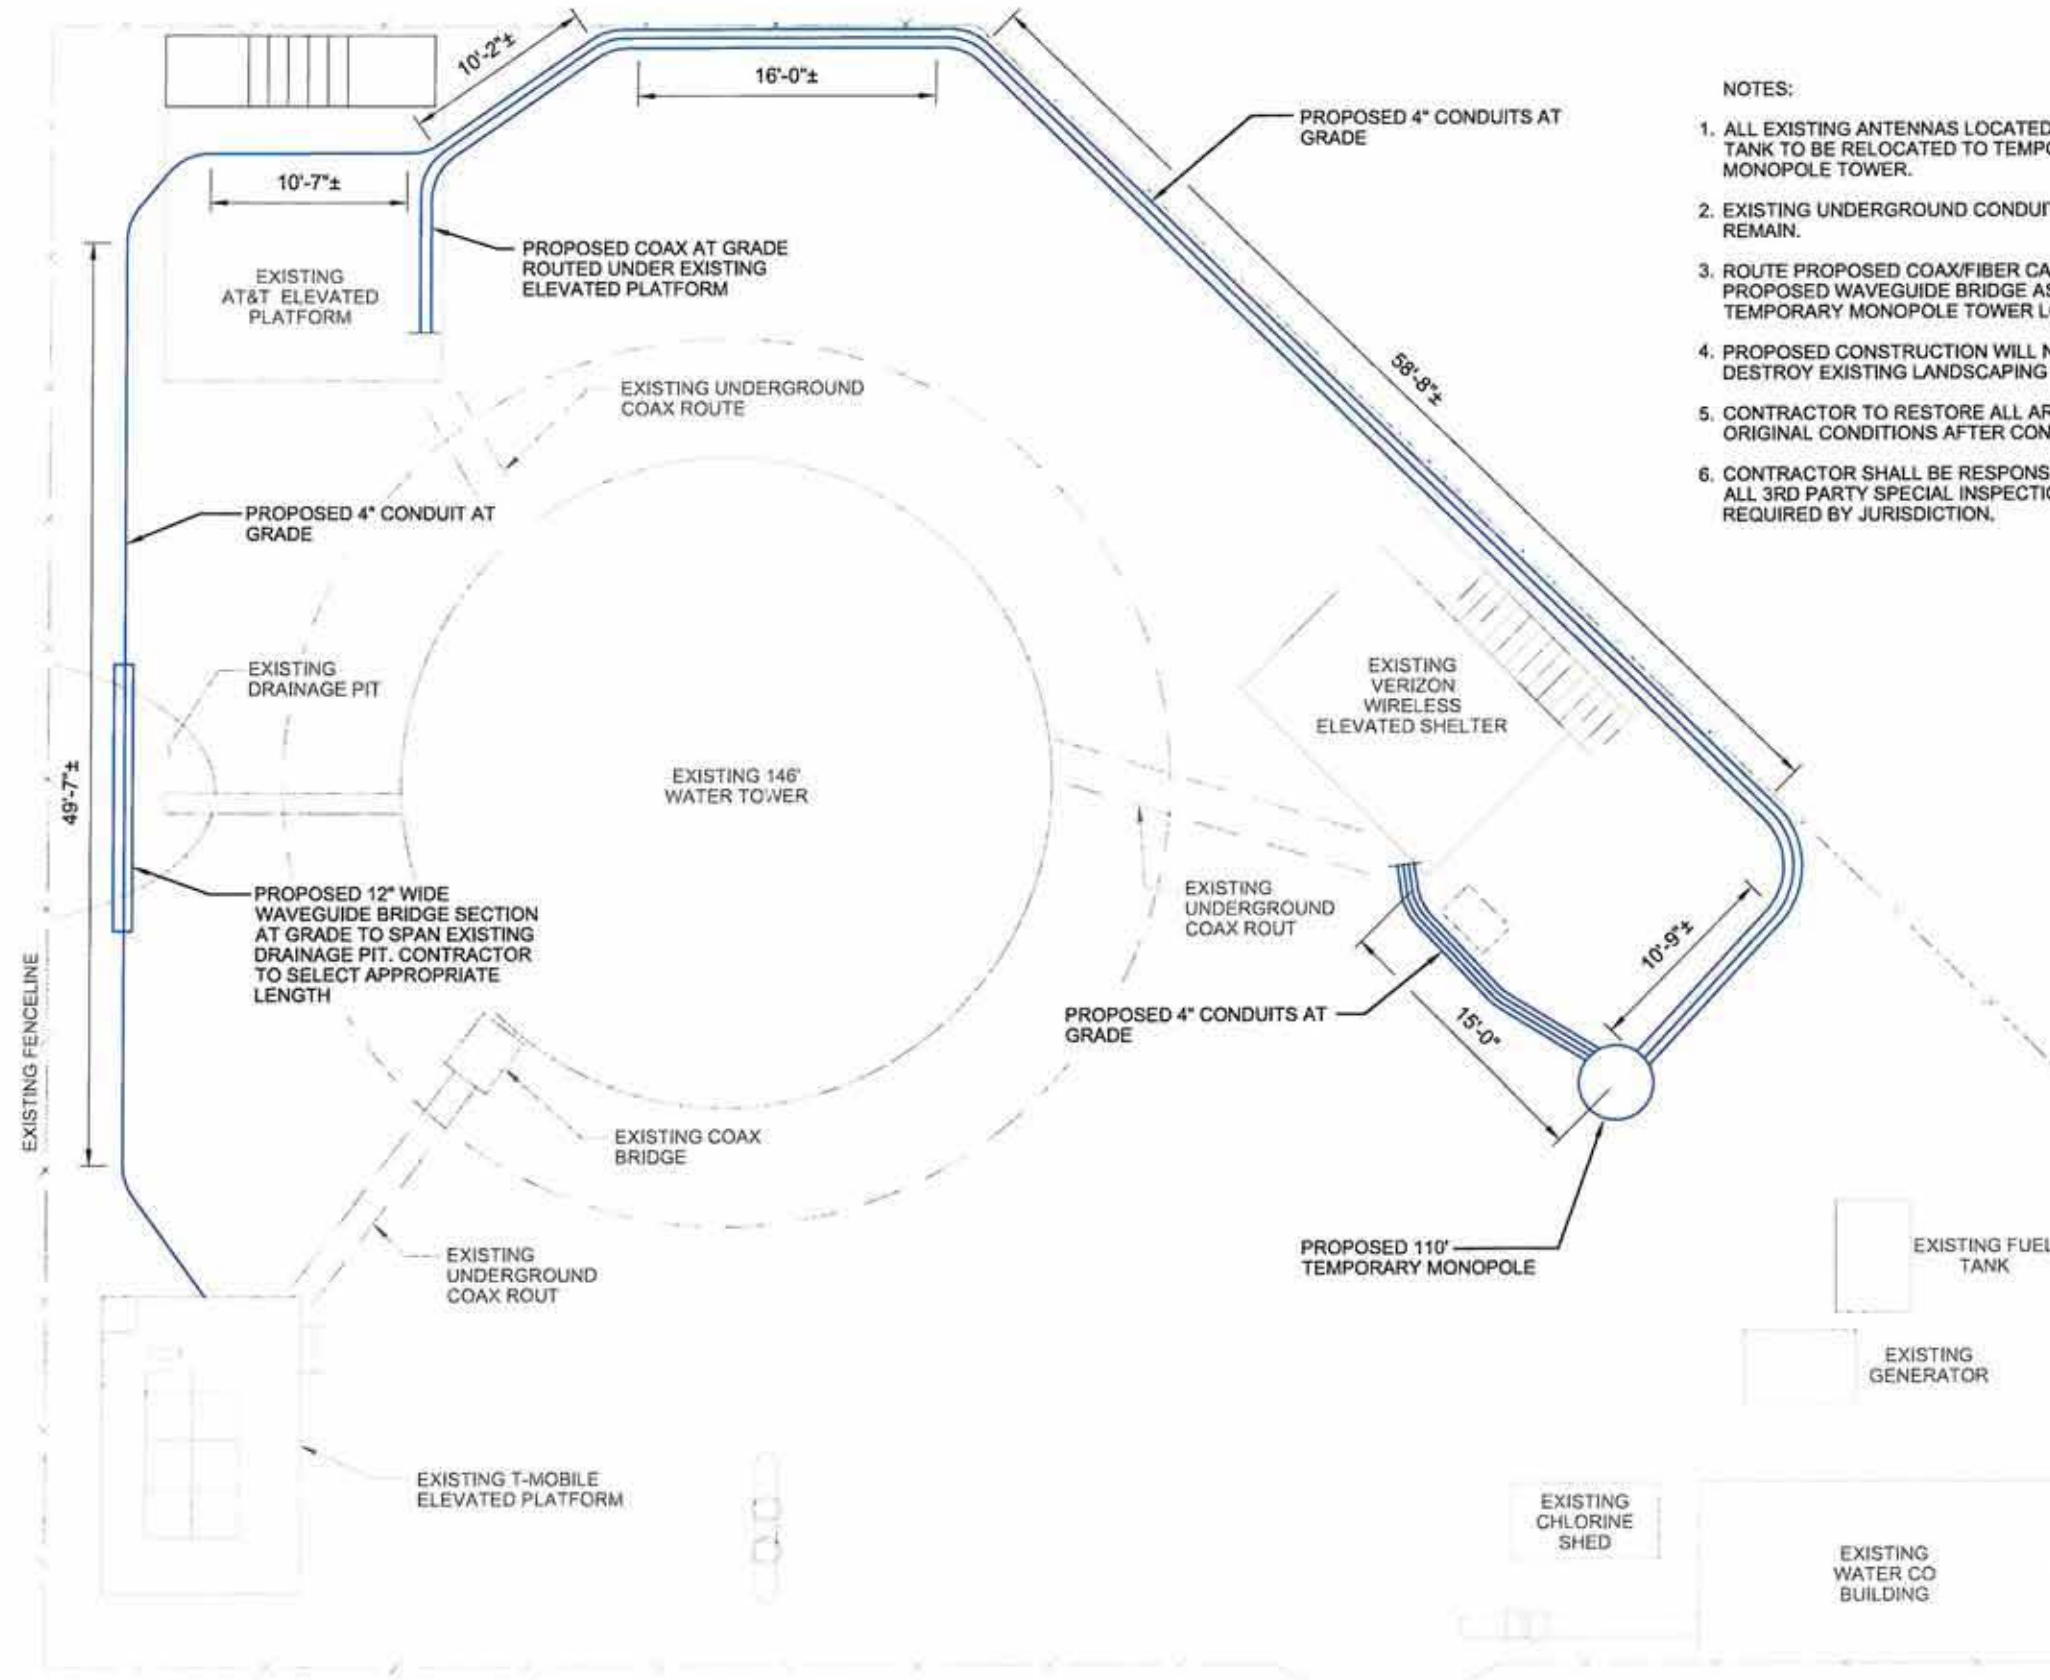 10'-2"±
16'-0"±
10'-7"±
PROPOSED 4" CONDUITS AT
GRADE
NOTES:
1. ALL EXISTING ANTENNAS LOCATED
TANK TO BE RELOCATED TO
MONOPOLE TOWER.
2. EXISTING UNDERGROUND
REMAIN.
3. ROUTE PROPOSED COAX/FIBER
PROPOSED WAVEGUIDE BRIDGE
TEMPORARY MONOPOLE TOWER
4. PROPOSED CONSTRUCTION WILL
DESTROY EXISTING LANDSCAPING
5. CONTRACTOR TO RESTORE ALL
ORIGINAL CONDITIONS AFTER
6. CONTRACTOR SHALL BE
ALL 3RD PARTY SPECIAL
REQUIRED BY JURISDICTION.
PROPOSED COAX AT GRADE
ROUTED UNDER EXISTING
ELEVATED PLATFORM
EXISTING
AT&T ELEVATED
PLATFORM
58'-8"±
EXISTING UNDERGROUND
COAX ROUTE
PROPOSED 4" CONDUIT AT
GRADE
EXISTING
DRAINAGE PIT
49'-7"±
EXISTING 146'
WATER TOWER
EXISTING
VERIZON
WIRELESS
ELEVATED SHELTER
PROPOSED 12" WIDE
WAVEGUIDE BRIDGE SECTION
AT GRADE TO SPAN EXISTING
DRAINAGE PIT. CONTRACTOR
TO SELECT APPROPRIATE
LENGTH
EXISTING
UNDERGROUND
COAX ROUT
10'-9"±
EXISTING FENCELINE
PROPOSED 4" CONDUITS AT
GRADE
15'-0"
EXISTING COAX
BRIDGE
EXISTING
UNDERGROUND
COAX ROUT
PROPOSED 110'
TEMPORARY MONOPOLE
EXISTING FUEL
TANK
EXISTING
GENERATOR
EXISTING T-MOBILE
ELEVATED PLATFORM
EXISTING
CHLORINE
SHED
EXISTING
WATER CO
BUILDING